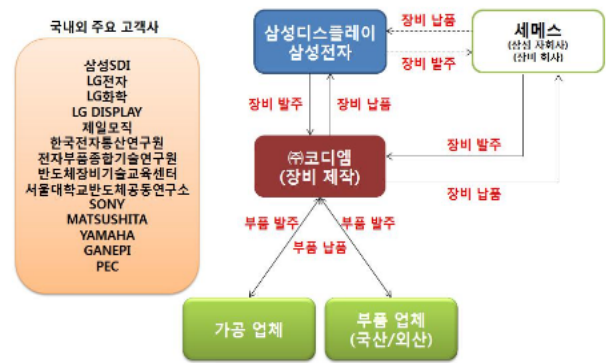 국내외 주요 고객사
삼성SDI
LG전자
LG화학
LG DISPLAY
제일모직
한국전자통산연구원
전자부품종합기술연구원
반도체장비기술교육센터
서울대학교반도체공동연구소
SONY
MATSUSHITA
YAMAHA
GANEPI
PEC
삼성디스플레이
삼성전자
장비 납품
장비 발주
세메스
(삼성 자회사)
(장비 회사)
장비 발주
장비 납품
㈜코디엠
(장비 제작)
장비 발주
장비 납품
부품 발주
부품 발주
부품 납품
가공 업체
부품 업체
(국산/외산)